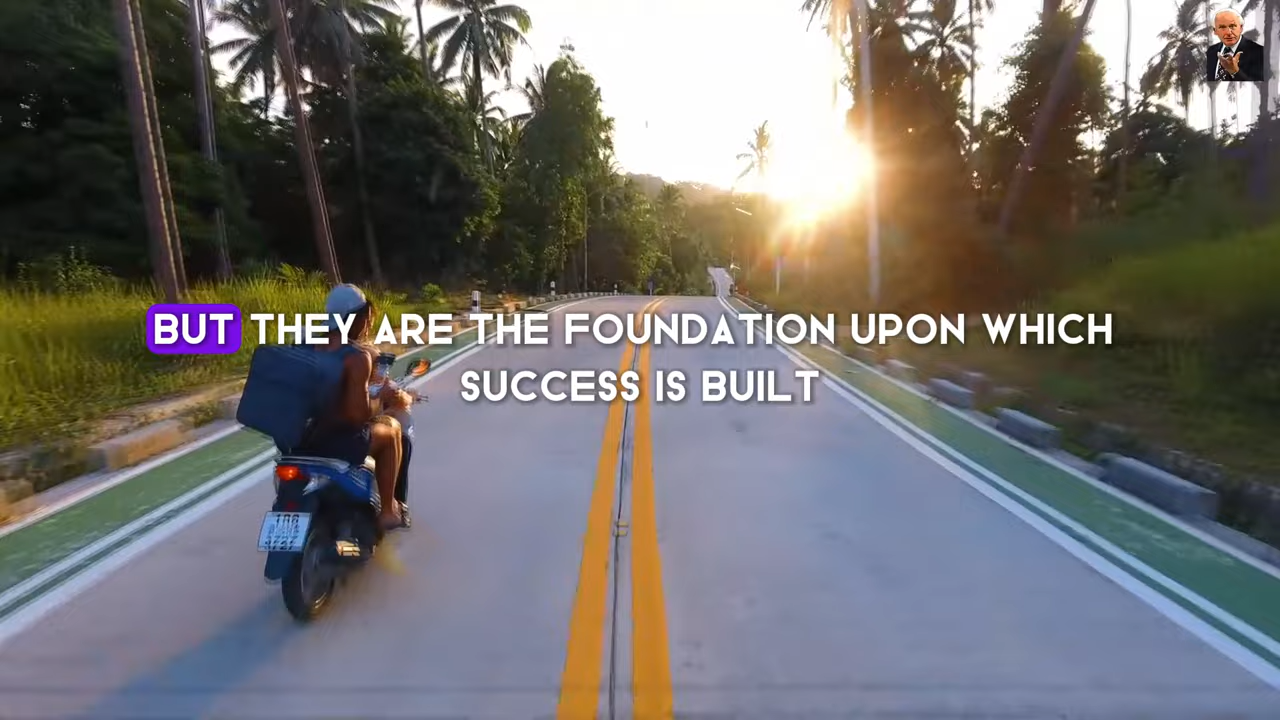 BUT THEY ARE THE FOUNDATION UPON WHICH
SUCCESS IS BUILT